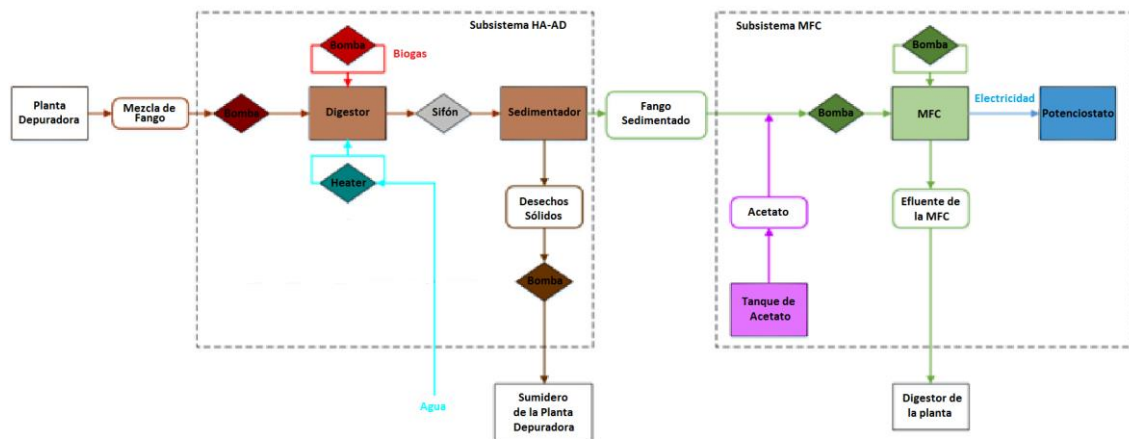 Subsistema HA-AD
Subsistema MFC
Bomba
Biogas
Bomba
Planta
Depuradora
Mezcla de
Fango
Bomba
Digestor
Sifón
Sedimentador
Fango
Sedimentado
Bomba
MFC
Electricidad
Potenciostato
Heater
Desechos
Sólidos
Acetato
Efluente de
la MFC
Bomba
Tanque de
Acetato
Agua
Sumidero
de la Planta
Depuradora
Digestor de
la planta